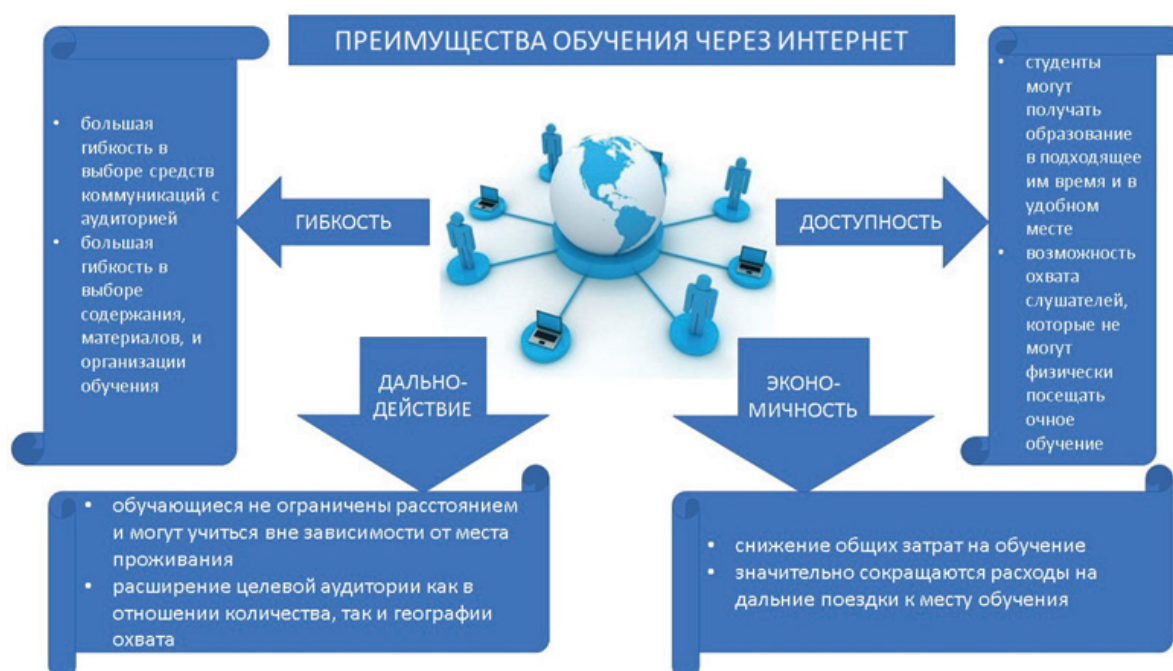 ПРЕИМУЩЕСТВА ОБУЧЕНИЯ ЧЕРЕЗ ИНТЕРНЕТ
• большая
гибкость в
выборе средств
коммуникаций с
аудиторией
• большая
гибкость в
выборе
содержания,
материалов, и
организации
обучения
ГИБКОСТЬ
ДОСТУПНОСТЬ
• студенты
могут
получать
образование
в подходящее
им время и в
удобном
месте
• возможность
охвата
слушателей,
которые не
могут
физически
посещать
очное
обучение
ДАЛЬНО-
ДЕЙСТВИЕ
ЭКОНО-
МИЧНОСТЬ
• обучающиеся не ограничены расстоянием
и могут учиться вне зависимости от места
проживания
• расширение целевой аудитории как в
отношении количества, так и географии
охвата
• снижение общих затрат на обучение
• значительно сокращаются расходы на
дальние поездки к месту обучения